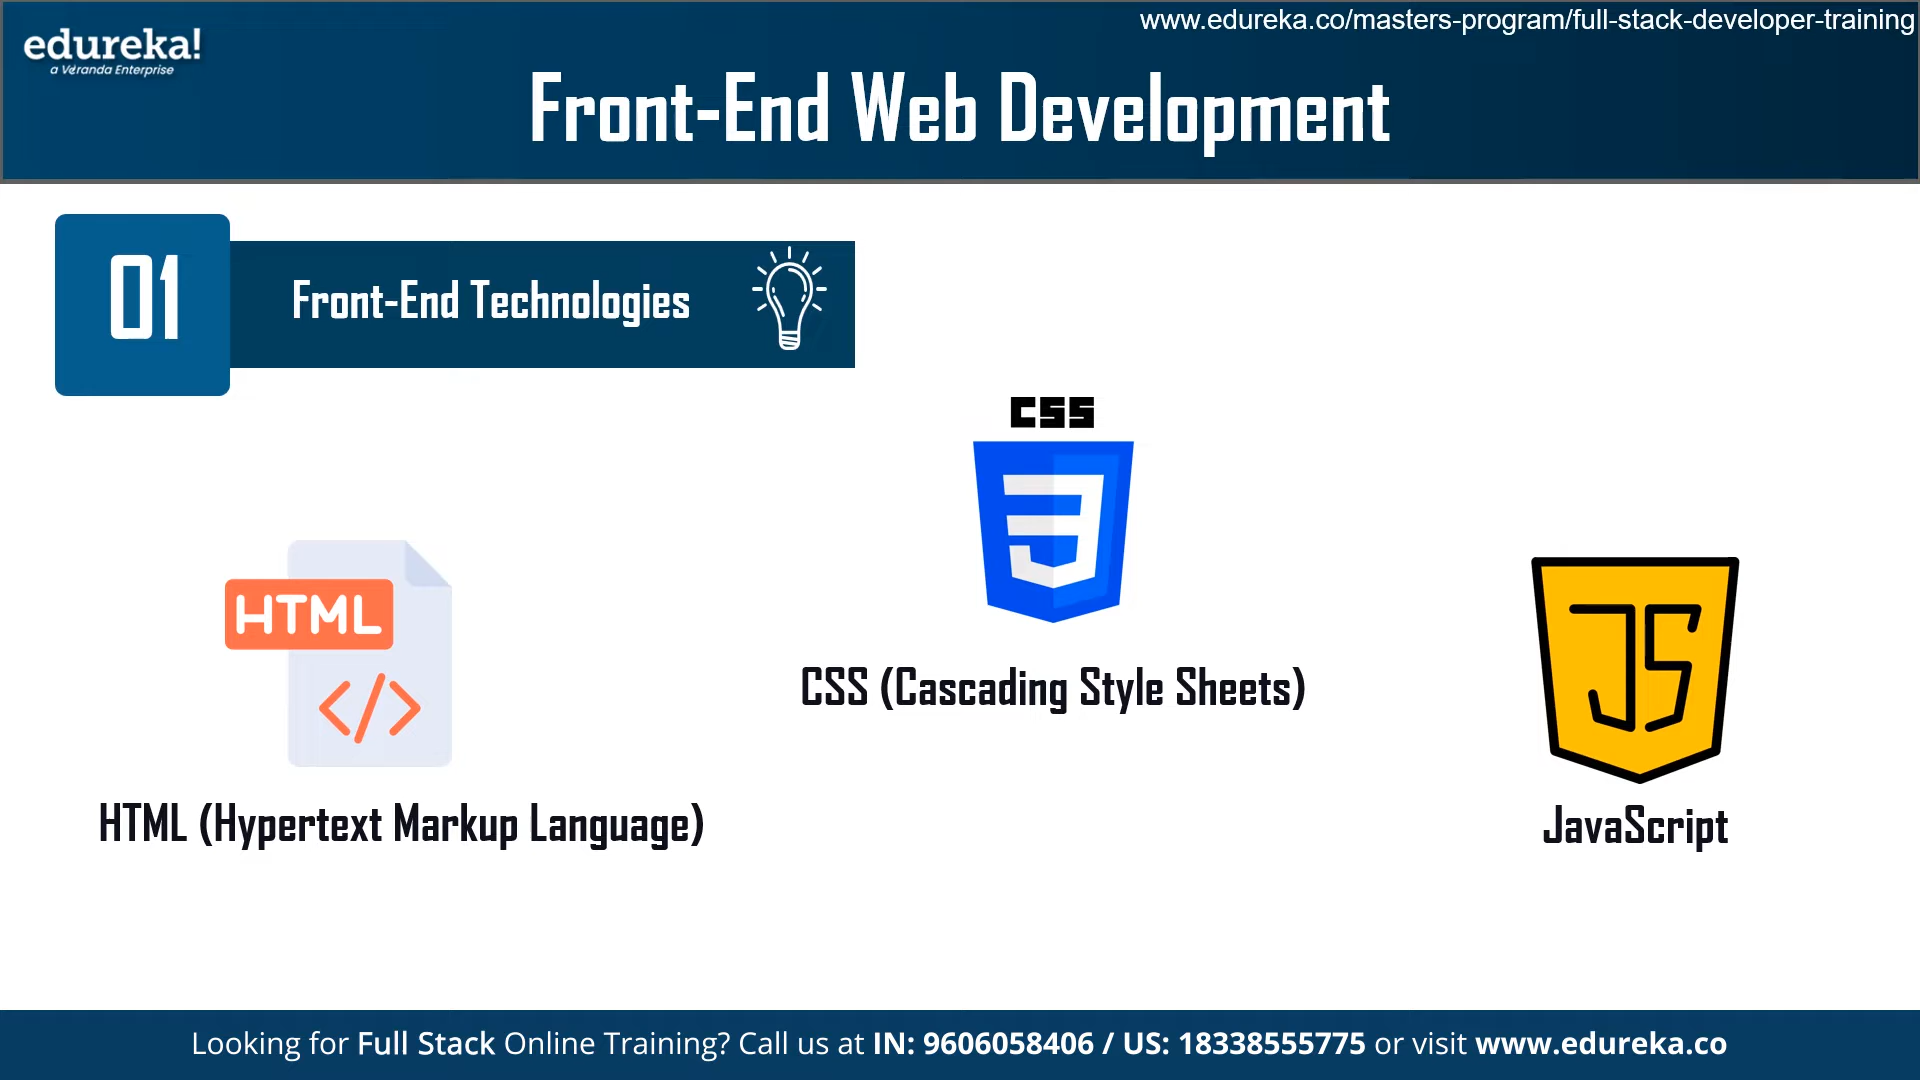 www.edureka.co/masters-program/full-stack-developer-training
edureka!
a Veranda Enterprise
Front-End Web Development
01
Front-End Technologies
CSS
3
HTML
</>
JS
CSS (Cascading Style Sheets)
HTML (Hypertext Markup Language)
JavaScript
Looking for Full Stack Online Training? Call us at IN: 9606058406 / US: 18338555775 or visit www.edureka.co